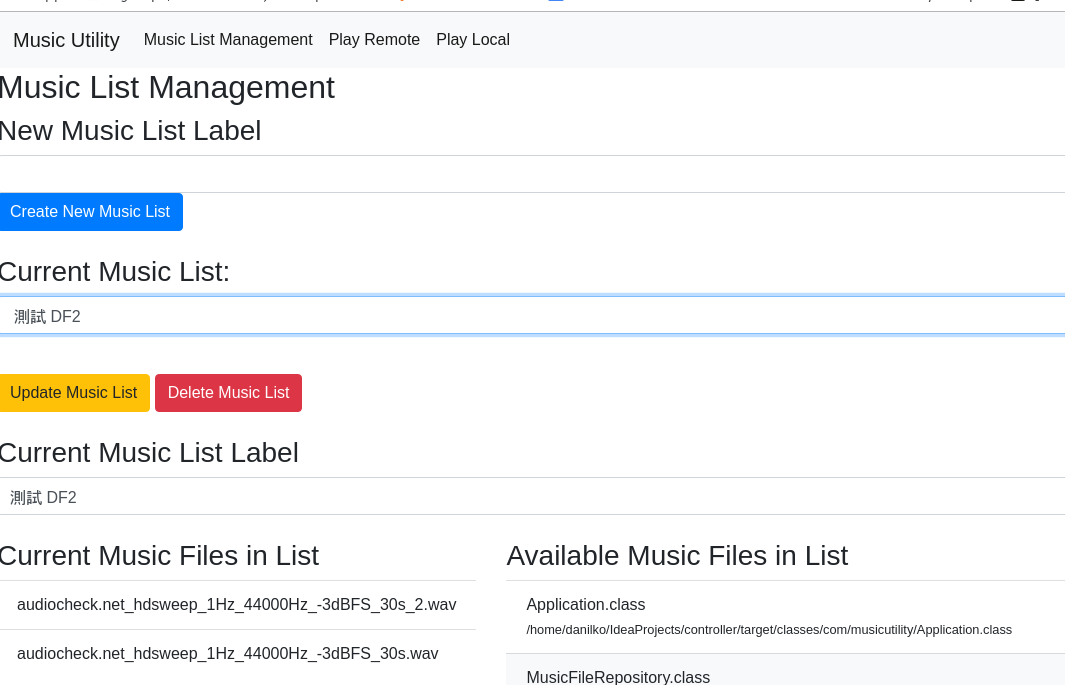 Music Utility Music List Management Play Remote Play Local
Music List Management
New Music List Label
Create New Music List
Current Music List:
測試 DF2
Update Music List Delete Music List
Current Music List Label
測試 DF2
Current Music Files in List Available Music Files in List
audiocheck.net_hdsweep_1Hz_44000Hz_-3dBFS_30s_2.wav
Application.class
/home/danilko/IdeaProjects/controller/target/classes/com/musicutility/Application.class
audiocheck.net_hdsweep_1Hz_44000Hz_-3dBFS_30s.wav
MusicFileRepository.class